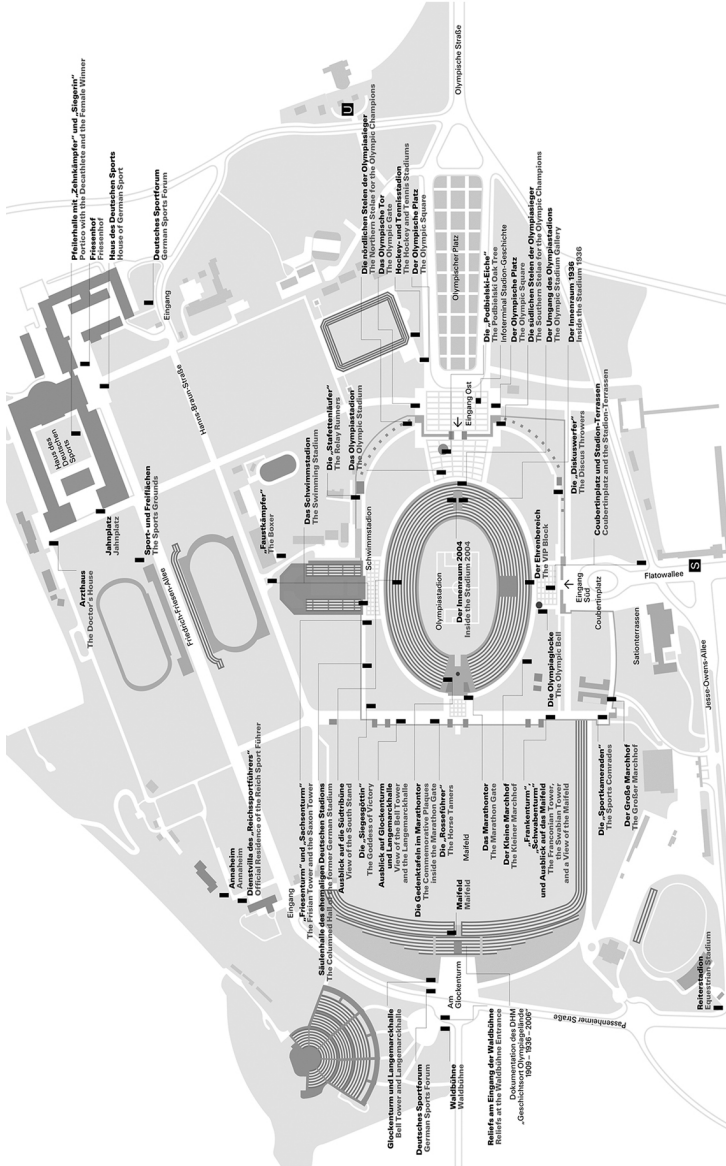 Pfeilerhalle mit „Zehnkämpfer“ und „Siegerin“
Portico with the Decathlete and the Female Winner
Friesenhof
Friesenhof
Haus des Deutschen Sports
House of German Sport
Deutsches Sportforum
German Sports Forum
Eingang
Haus des
Deutschen
Sports
Hanns-Braun-Straße
Jahnplatz
Jahnplatz
Sport- und Freiflächen
The Sports Grounds
Arzthaus
The Doctor's House
Friedrich-Friesen-Allee
„Faustkämpfer“
The Boxer
Das Schwimmstadion
The Swimming Stadium
Die „Stafettenläufer“
The Relay Runners
Das Olympiastadion
The Olympic Stadium
Die nördlichen Stelen der Olympiasieger
The Northern Stelae for the Olympic Champions
Das Olympische Tor
The Olympic Gate
Hockey- und Tennisstadion
The Hockey and Tennis Stadiums
Der Olympische Platz
The Olympic Square
U
Olympische Straße
Olympischer Platz
Eingang Ost
Die „Podbielski-Eiche“
The Podbielski Oak Tree
Infoterminal Stadion-Geschichte
Der Olympische Platz
The Olympic Square
Die südlichen Stelen der Olympiasieger
The Southern Stelae for the Olympic Champions
Der Umgang des Olympiastadions
The Olympic Stadium Gallery
Der Innenraum 1936
Inside the Stadium 1936
Die „Diskuswerfer“
The Discus Throwers
Coubertinplatz und Stadion-Terrassen
Coubertinplatz and the Stadion-Terrassen
Schwimmstadion
Olympiastadion
Der Innenraum 2004
Inside the Stadium 2004
Der Ehrenbereich
The VIP Block
Eingang
Süd
Coubertinplatz
Flatowallee
S
Die Olympiaglocke
The Olympic Bell
Sationterrassen
Jesse-Owens-Allee
Annaheim
Annaheim
Dienstvilla des „Reichssportführers“
Official Residence of the Reich Sport Führer
Eingang
„Friesenturm“ und „Sachsenturm“
The Frisian Tower and the Saxon Tower
Säulenhalle des ehemaligen Deutschen Stadions
The Columned Hall of the former German Stadium
Ausblick auf die Südtribüne
View of the South Stand
Die „Siegesgöttin“
The Goddess of Victory
Ausblick auf Glockenturm
und Langemarckhalle
View of the Bell Tower
and the Langemarckhalle
Die Gedenktafeln im Marathontor
The Commemorative Plaques
inside the Marathon Gate
Die „Rosseführer“
The Horse Tamers
Maifeld
Das Marathontor
The Marathon Gate
Der Kleine Marchhof
The Kleiner Marchhof
„Frankenturm“,
„Schwabenturm“
und Ausblick auf das Maifeld
The Franconian Tower,
the Swabian Tower
and a View of the Maifeld
Die „Sportkameraden“
The Sports Comrades
Der Große Marchhof
The Großer Marchhof
Maifeld
Maifeld
Glockenturm und Langemarckhalle
Bell Tower and Langemarckhalle
Deutsches Sportforum
German Sports Forum
Am
Glockenturm
Waldbühne
Waldbühne
Reliefs am Eingang der Waldbühne
Reliefs at the Waldbühne Entrance
Dokumentation des DHM
„Geschichtsort Olympiagelände
1909 – 1936 – 2006“
Passenheimer Straße
Reiterstadion
Equestrian Stadium